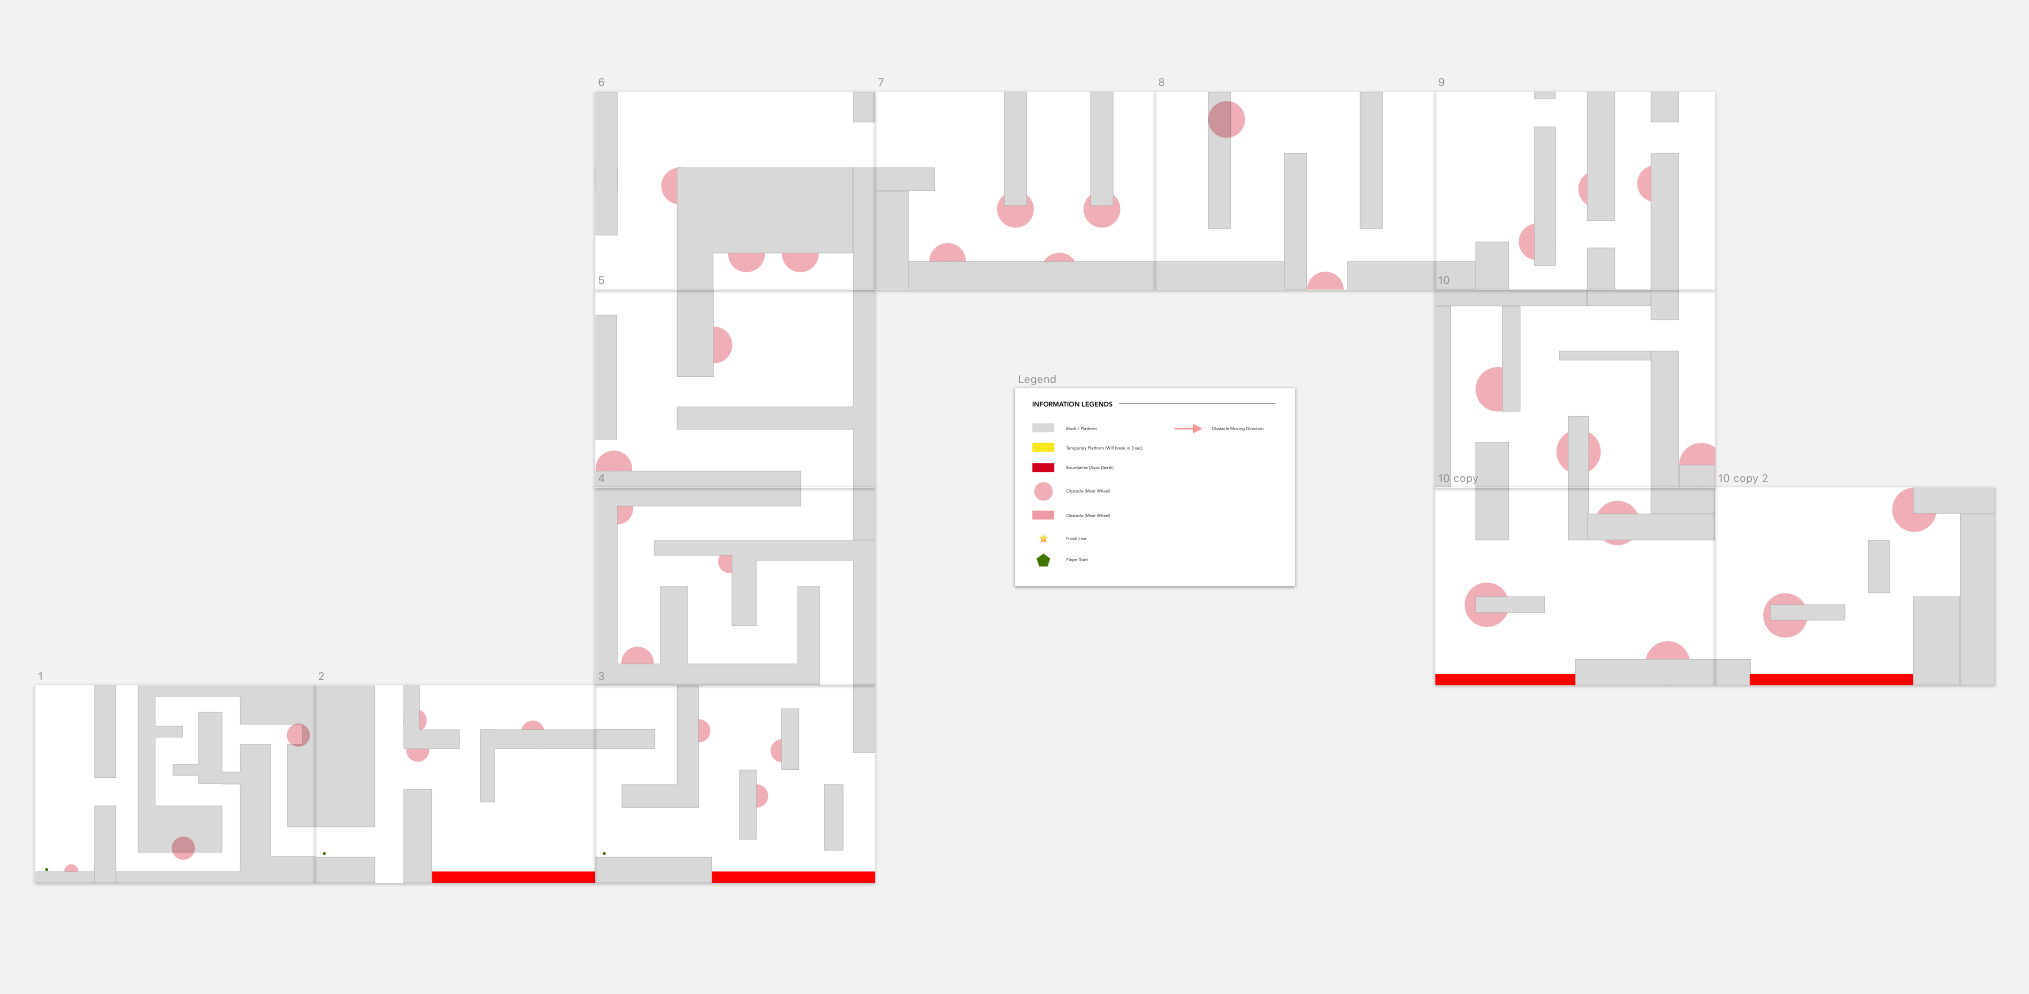 6
7
8
9
5
10
Legend
INFORMATION LEGENDS
Block / Platform
Obstacle Moving Direction
Temporary Platform (Will break in 3 sec)
Boundaries (Auto Death)
Obstacle (Meat Wheel)
Obstacle (Meat Wheel)
Finish Line
Player Start
4
10 copy
10 copy 2
1
2
3